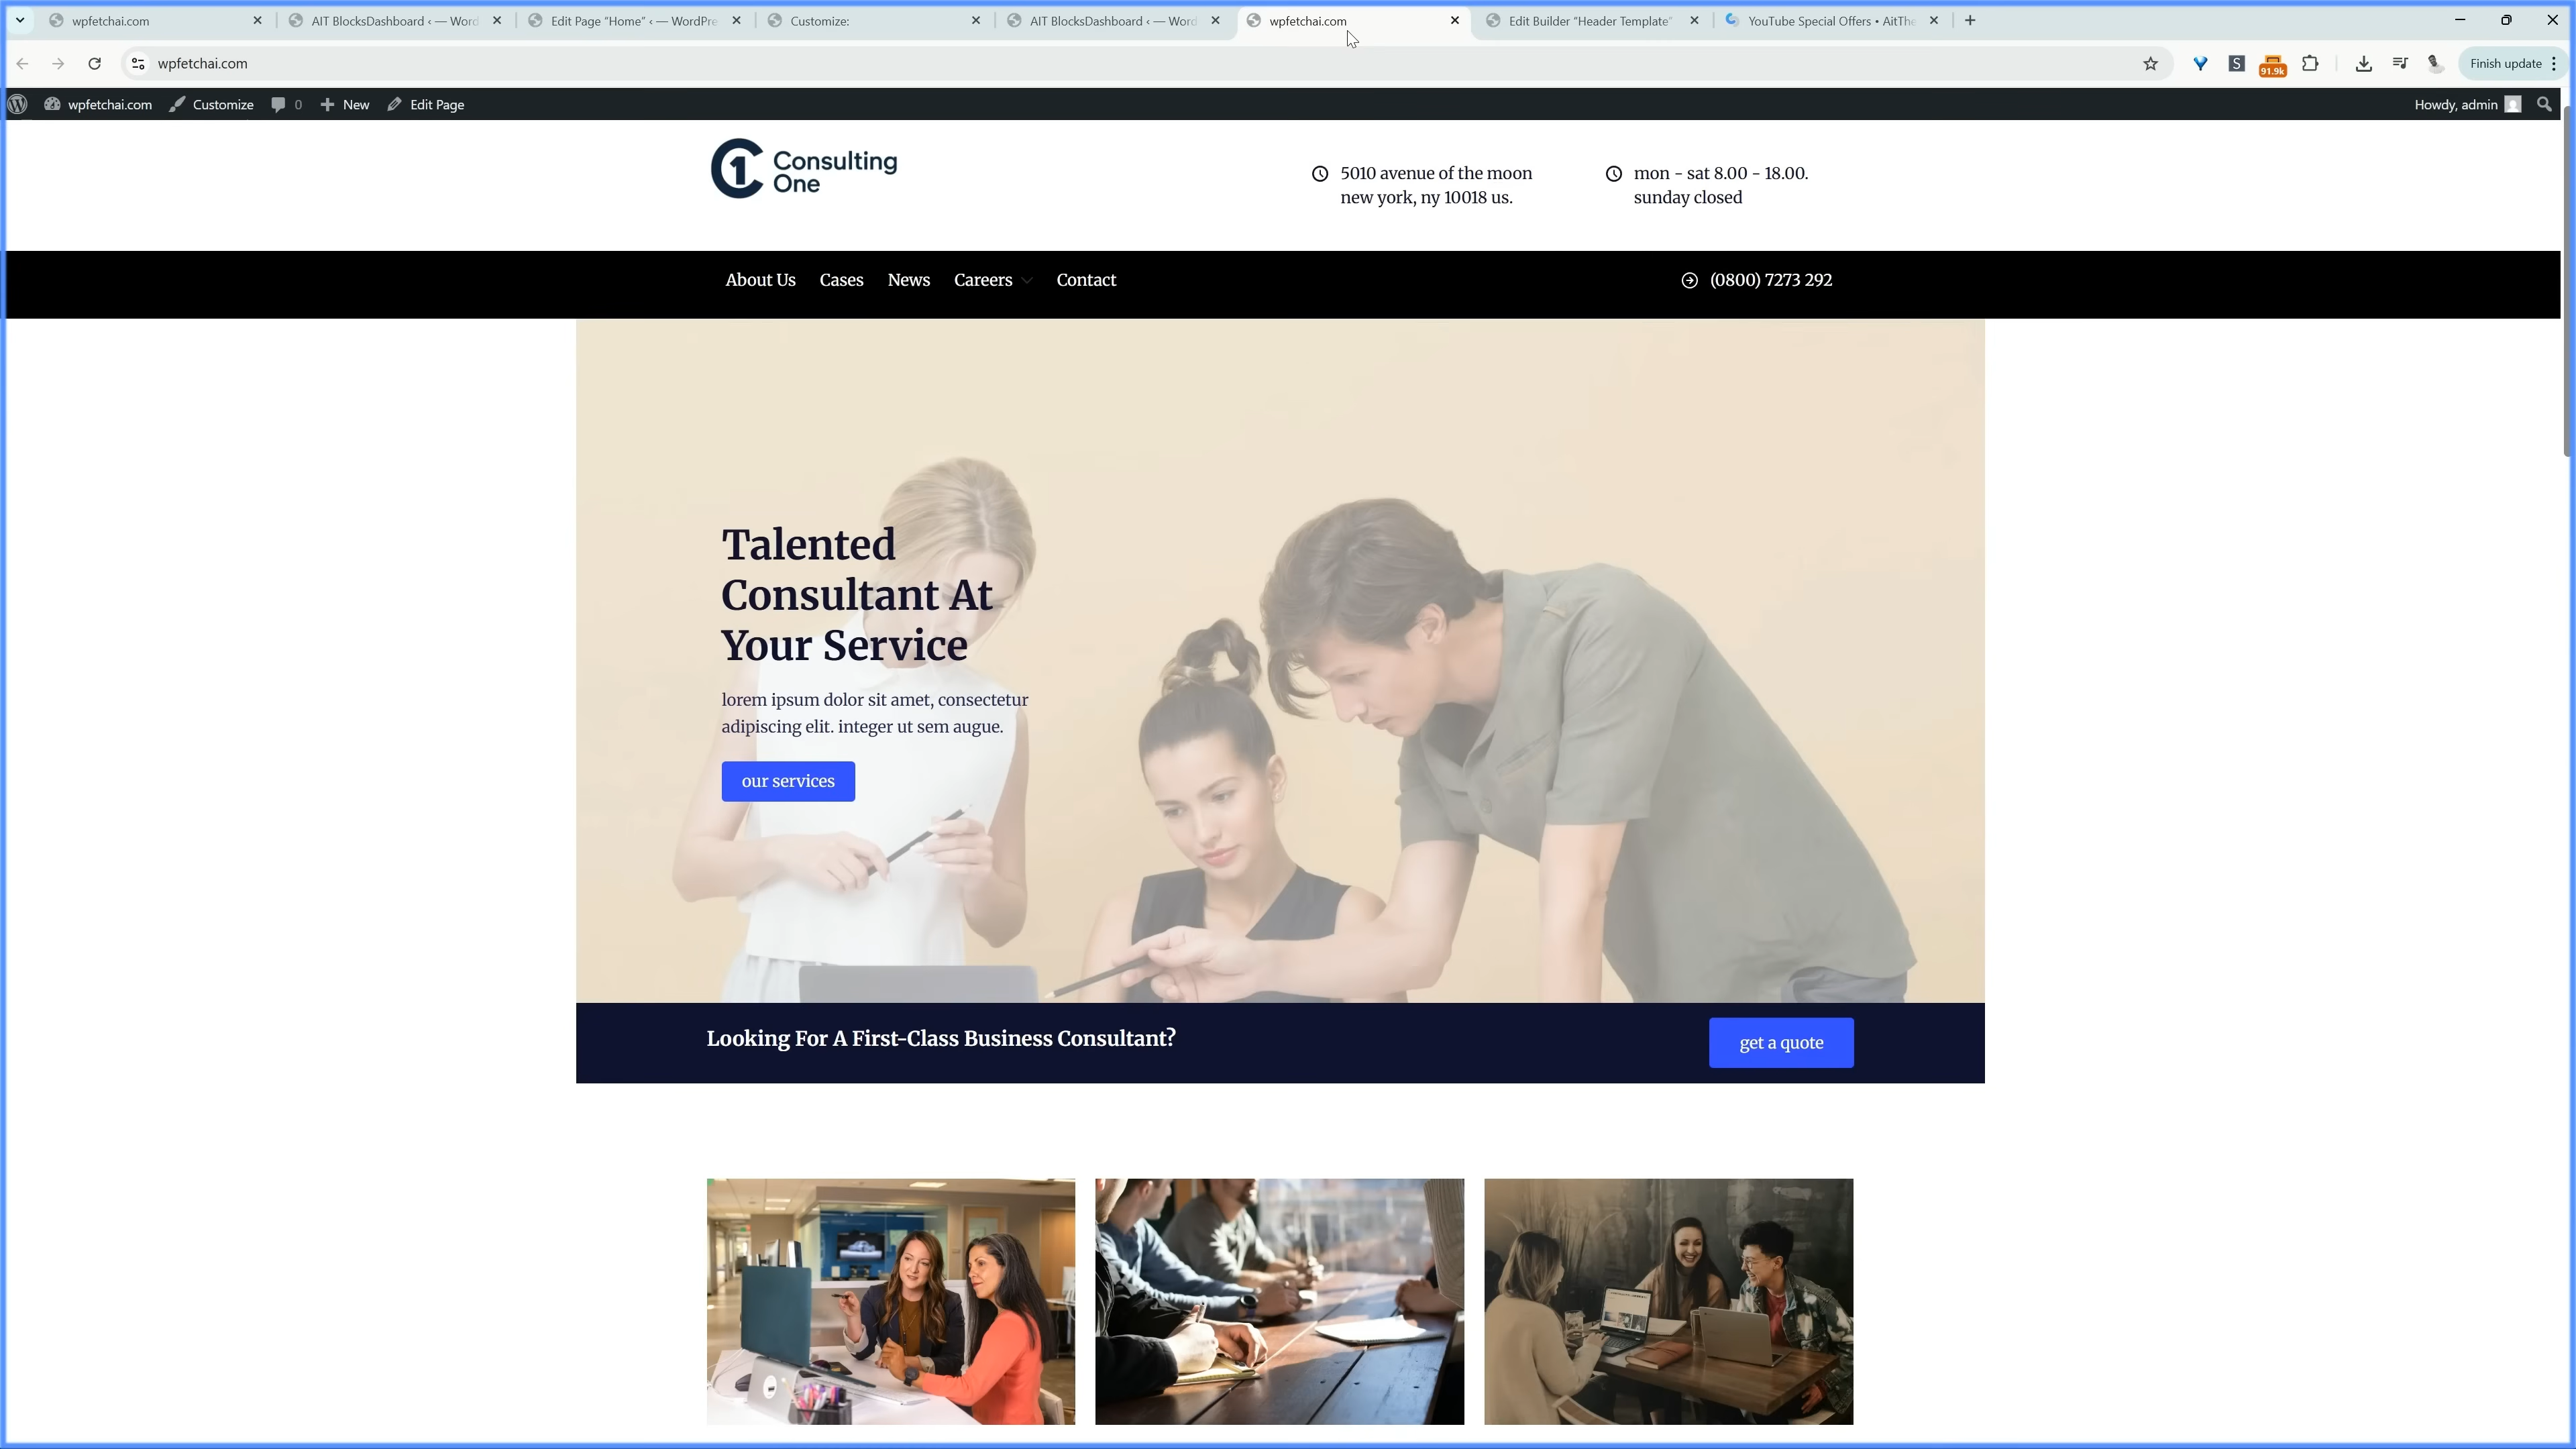 wpfetchai.com
AIT BlocksDashboard ‹ — Word
Edit Page “Home” ‹ — WordPre
Customize:
AIT BlocksDashboard ‹ — Word
wpfetchai.com
Edit Builder “Header Template”
YouTube Special Offers • AitThe
wpfetchai.com
S
91.9k
Finish update
wpfetchai.com
Customize
0
New
Edit Page
Howdy, admin
C1 Consulting
One
5010 avenue of the moon
new york, ny 10018 us.
mon - sat 8.00 - 18.00.
sunday closed
About Us
Cases
News
Careers
Contact
(0800) 7273 292
Talented
Consultant At
Your Service
lorem ipsum dolor sit amet, consectetur
adipiscing elit. integer ut sem augue.
our services
Looking For A First-Class Business Consultant?
get a quote